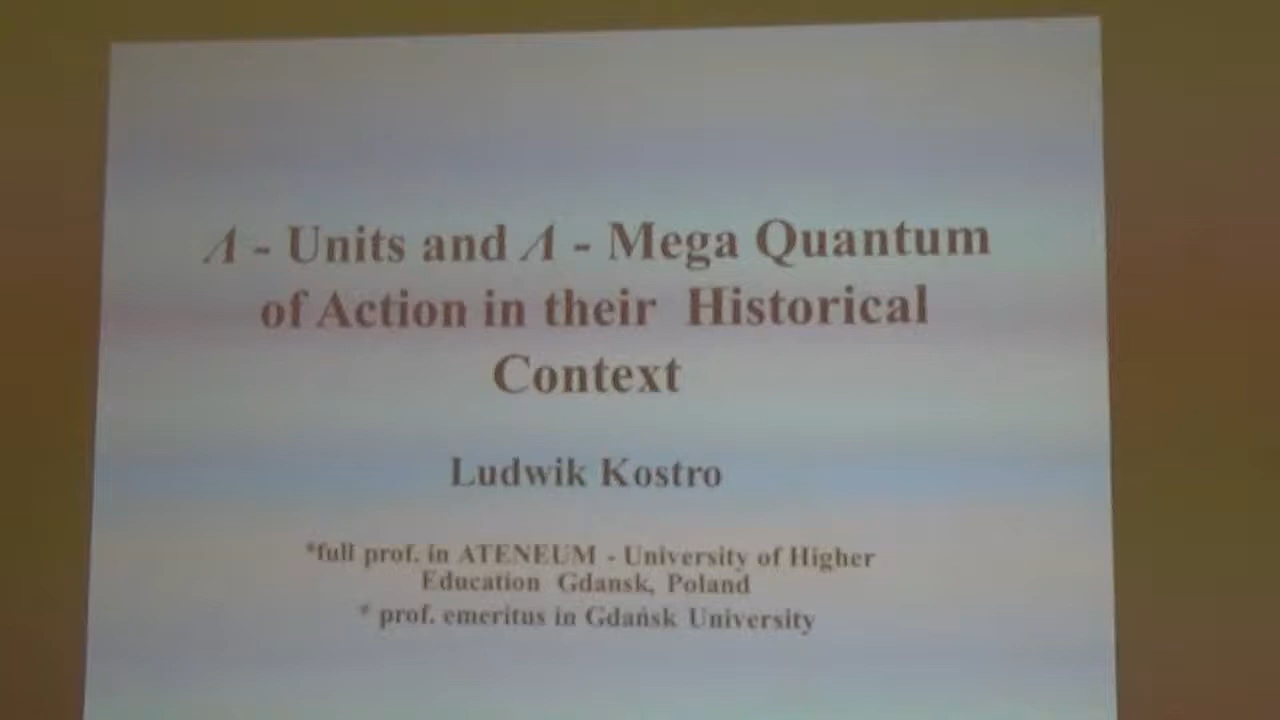 Λ - Units and Λ - Mega Quantum
of Action in their Historical
Context
Ludwik Kostro
*full prof. in ATENEUM - University of Higher
Education Gdansk, Poland
* prof. emeritus in Gdańsk University